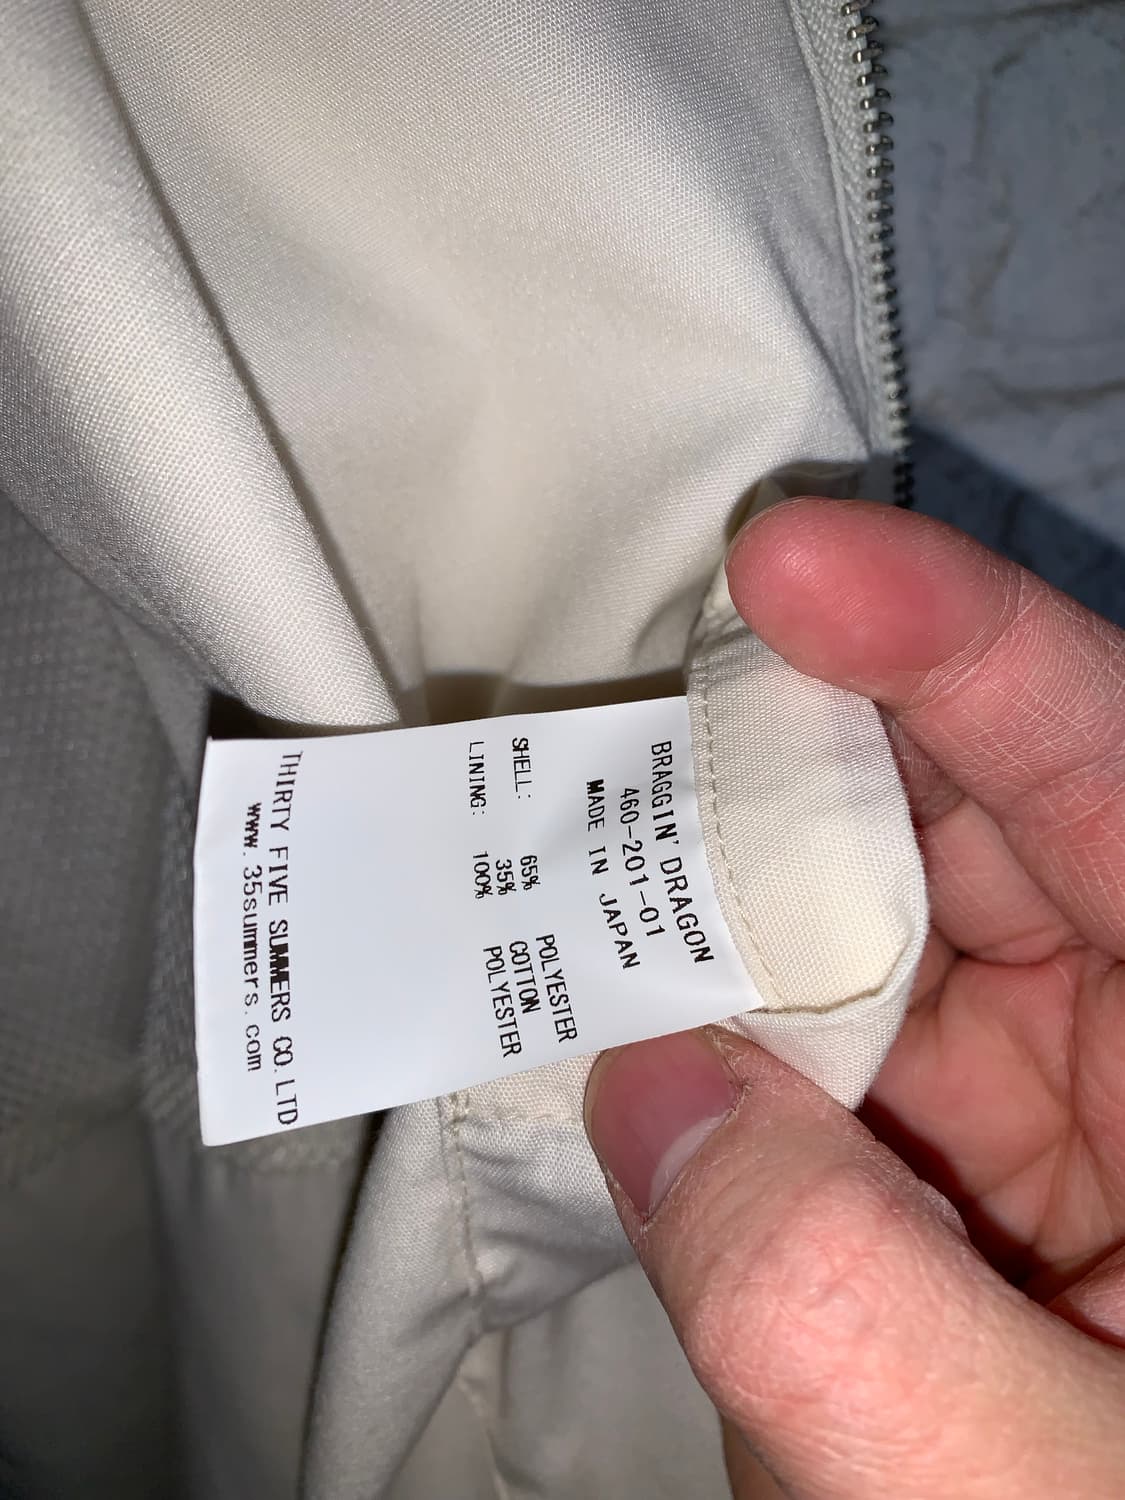 BRAGGIN' DRAGON
460-201-01
MADE IN JAPAN
SHELL: 65% POLYESTER
35% COTTON
LINING: 100% POLYESTER
THIRTY FIVE SUMMERS CO.LTD
www.35summers.com